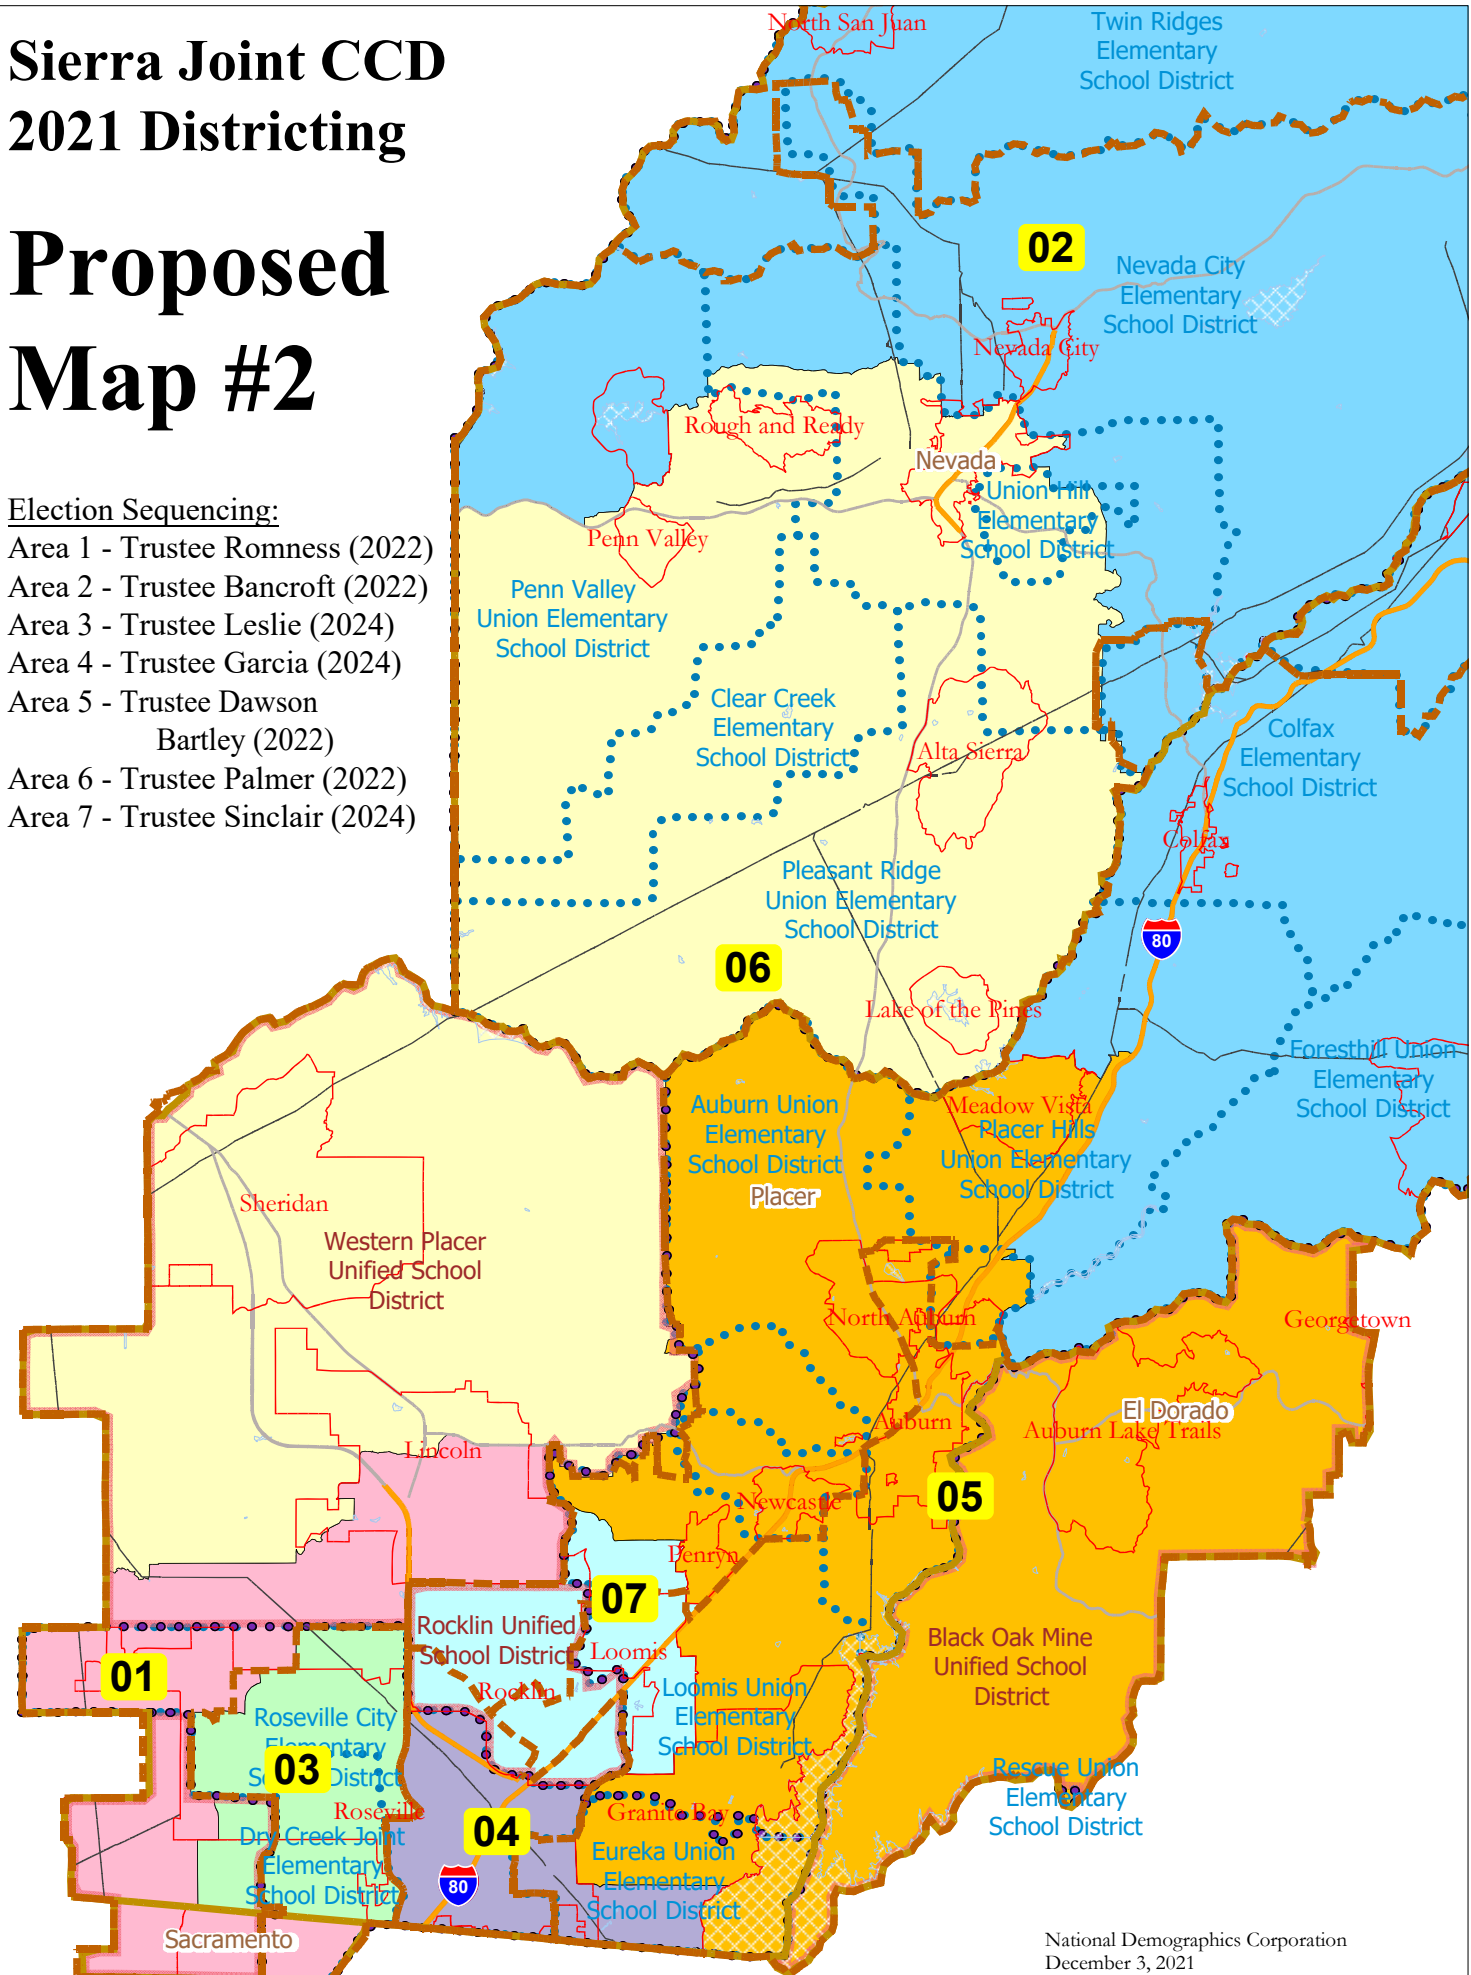 Sierra Joint CCD
2021 Districting
Proposed
Map #2
Election Sequencing:
Area 1 - Trustee Romness (2022)
Area 2 - Trustee Bancroft (2022)
Area 3 - Trustee Leslie (2024)
Area 4 - Trustee Garcia (2024)
Area 5 - Trustee Dawson
Bartley (2022)
Area 6 - Trustee Palmer (2022)
Area 7 - Trustee Sinclair (2024)
North San Juan
Twin Ridges
Elementary
School District
02
Nevada City
Elementary
School District
Nevada City
Rough and Ready
Nevada
Union Hill
Elementary
School District
Penn Valley
Penn Valley
Union Elementary
School District
Clear Creek
Elementary
School District
Alta Sierra
Colfax
Elementary
School District
Colfax
Pleasant Ridge
Union Elementary
School District
80
06
Lake of the Pines
Foresthill Union
Elementary
School District
Auburn Union
Elementary
School District
Placer
Meadow Vista
Placer Hills
Union Elementary
School District
Sheridan
Western Placer
Unified School
District
North Auburn
Georgetown
El Dorado
Auburn Lake Trails
Auburn
Lincoln
05
Newcastle
Penryn
07
Rocklin Unified
School District
Loomis
Rocklin
Black Oak Mine
Unified School
District
01
Loomis Union
Elementary
School District
Roseville City
Elementary
School District
03
Rescue Union
Elementary
School District
Roseville
Granite Bay
04
Dry Creek Joint
Elementary
School District
Eureka Union
Elementary
School District
80
Sacramento
National Demographics Corporation
December 3, 2021